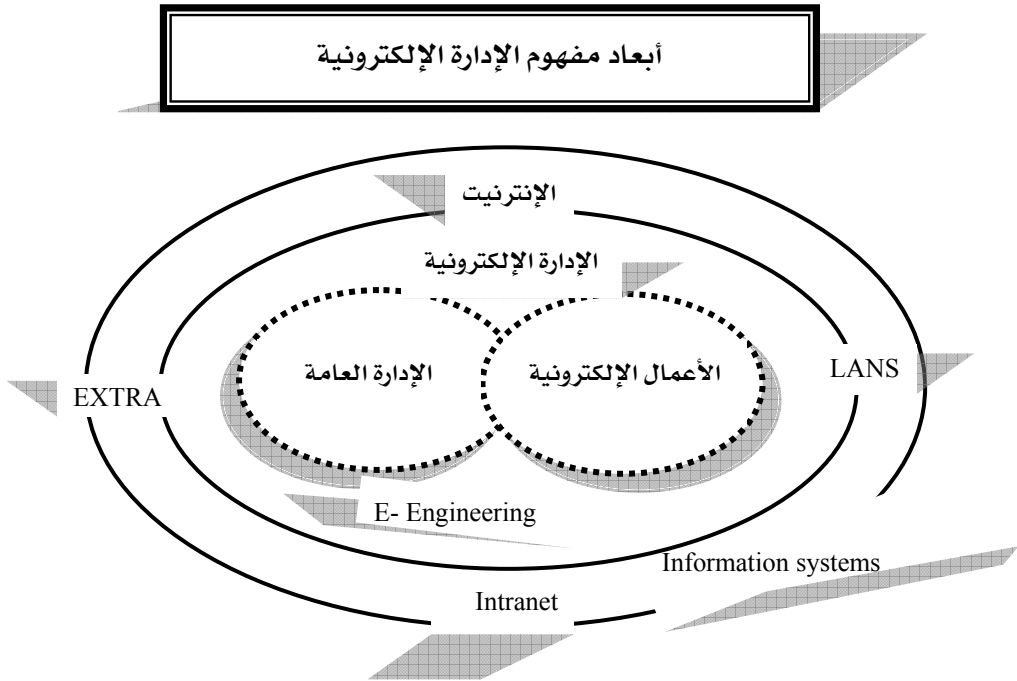 أبعاد مفهوم الإدارة الإلكترونية
الإنترنيت
الإدارة الإلكترونية
الأعمال الإلكترونية
الإدارة العامة
LANS
EXTRA
E- Engineering
Information systems
Intranet